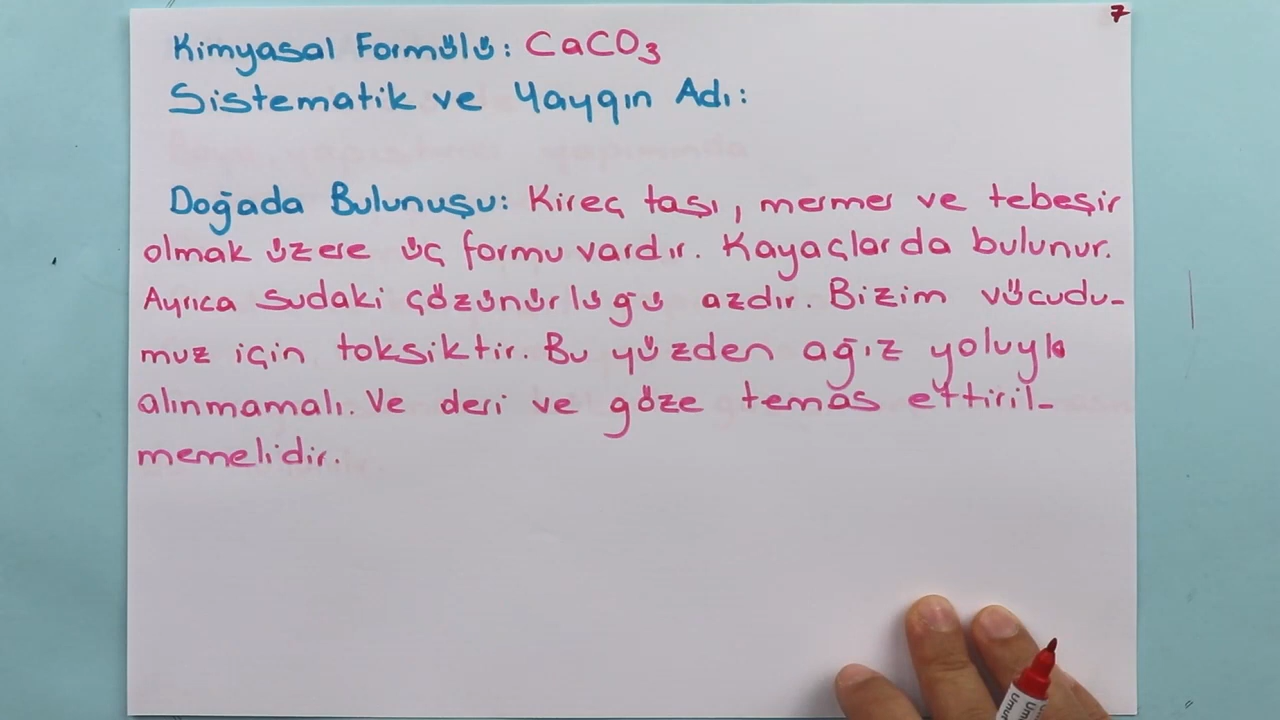 7
Kimyasal Formülü: CaCO3
Sistematik ve Yaygın Adı:
Doğada Bulunuşu: Kireç taşı, mermer ve tebeşir
olmak üzere üç formu vardır. Kayaçlarda bulunur.
Ayrıca sudaki çözünürlüğü azdır. Bizim vücudu-
muz için toksiktir. Bu yüzden ağız yoluyla
alınmamalı. Ve deri ve göze temas ettiril-
memelidir.